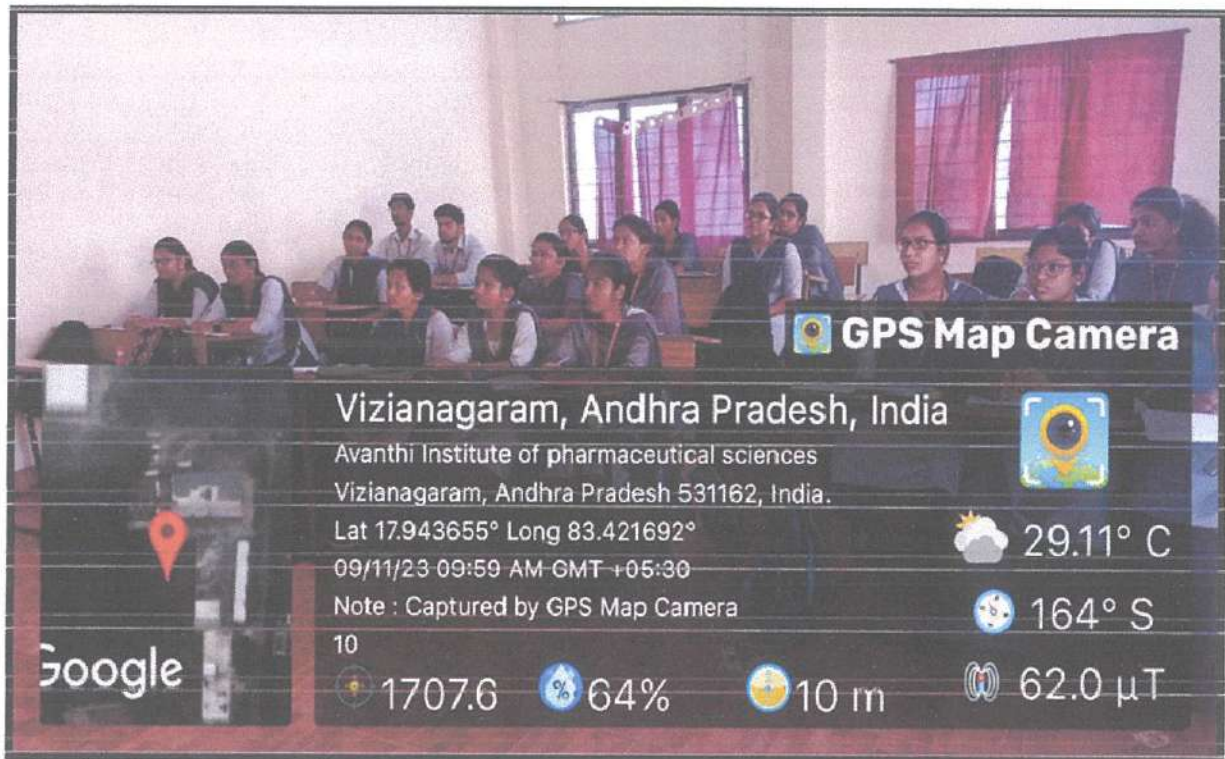 GPS Map Camera
Vizianagaram, Andhra Pradesh, India
Avanthi Institute of pharmaceutical sciences
Vizianagaram, Andhra Pradesh 531162, India.
Lat 17.943655° Long 83.421692°
09/11/23 09:59 AM GMT +05:30
Note : Captured by GPS Map Camera
10
29.11° C
164° S
Google
1707.6
64%
10 m
62.0 µT